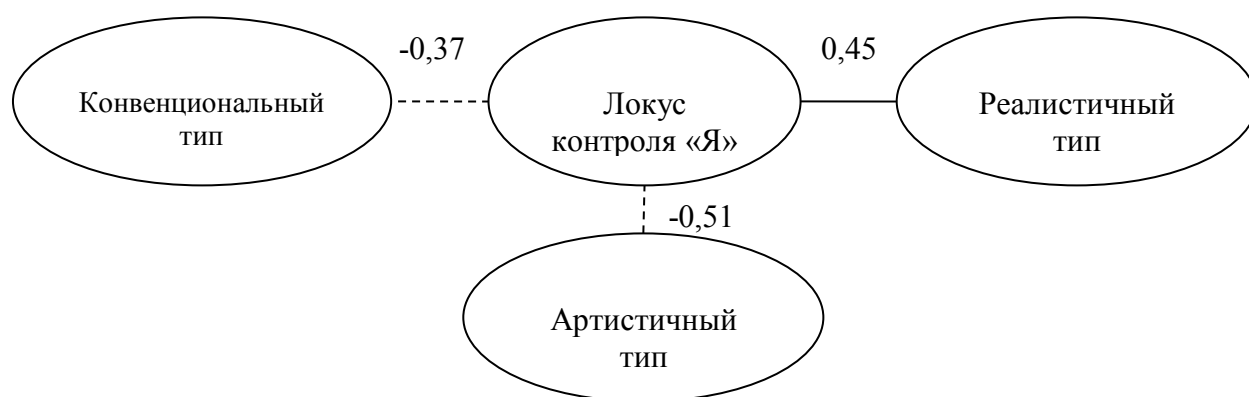 -0,37
0,45
Конвенциональный
тип
Локус
контроля «Я»
Реалистичный
тип
-0,51
Артистичный
тип